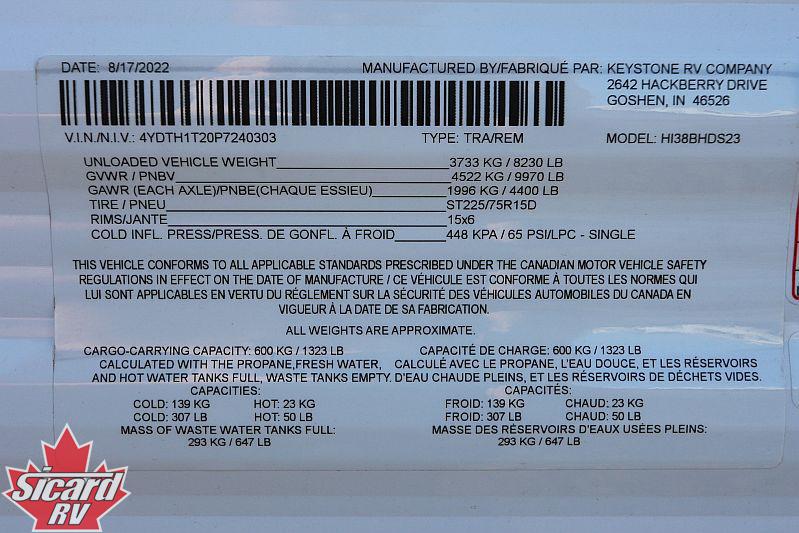 DATE: 8/17/2022 MANUFACTURED BY/FABRIQUÉ PAR: KEYSTONE RV COMPANY
2642 HACKBERRY DRIVE
GOSHEN, IN 46526
V.I.N./N.I.V.: 4YDTH1T20P7240303 TYPE: TRA/REM MODEL: HI38BHDS23
UNLOADED VEHICLE WEIGHT 3733 KG / 8230 LB
GVWR / PNBV 4522 KG / 9970 LB
GAWR (EACH AXLE)/PNBE(CHAQUE ESSIEU) 1996 KG / 4400 LB
TIRE / PNEU ST225/75R15D
RIMS/JANTE 15x6
COLD INFL. PRESS/PRESS. DE GONFL. À FROID 448 KPA / 65 PSI/LPC - SINGLE
THIS VEHICLE CONFORMS TO ALL APPLICABLE STANDARDS PRESCRIBED UNDER THE CANADIAN MOTOR VEHICLE SAFETY
REGULATIONS IN EFFECT ON THE DATE OF MANUFACTURE / CE VÉHICULE EST CONFORME À TOUTES LES NORMES QUI
LUI SONT APPLICABLES EN VERTU DU RÉGLEMENT SUR LA SÉCURITÉ DES VÉHICULES AUTOMOBILES DU CANADA EN
VIGUEUR À LA DATE DE SA FABRICATION.
ALL WEIGHTS ARE APPROXIMATE.
CARGO-CARRYING CAPACITY: 600 KG / 1323 LB CAPACITÉ DE CHARGE: 600 KG / 1323 LB
CALCULATED WITH THE PROPANE,FRESH WATER, CALCULÉ AVEC LE PROPANE, L'EAU DOUCE, ET LES RÉSERVOIRS
AND HOT WATER TANKS FULL, WASTE TANKS EMPTY. D'EAU CHAUDE PLEINS, ET LES RÉSERVOIRS DE DÉCHETS VIDES.
CAPACITIES: CAPACITÉS:
COLD: 139 KG HOT: 23 KG FROID: 139 KG CHAUD: 23 KG
COLD: 307 LB HOT: 50 LB FROID: 307 LB CHAUD: 50 LB
MASS OF WASTE WATER TANKS FULL: MASSE DES RÉSERVOIRS D'EAUX USÉES PLEINS:
293 KG / 647 LB 293 KG / 647 LB
Sicard
RV